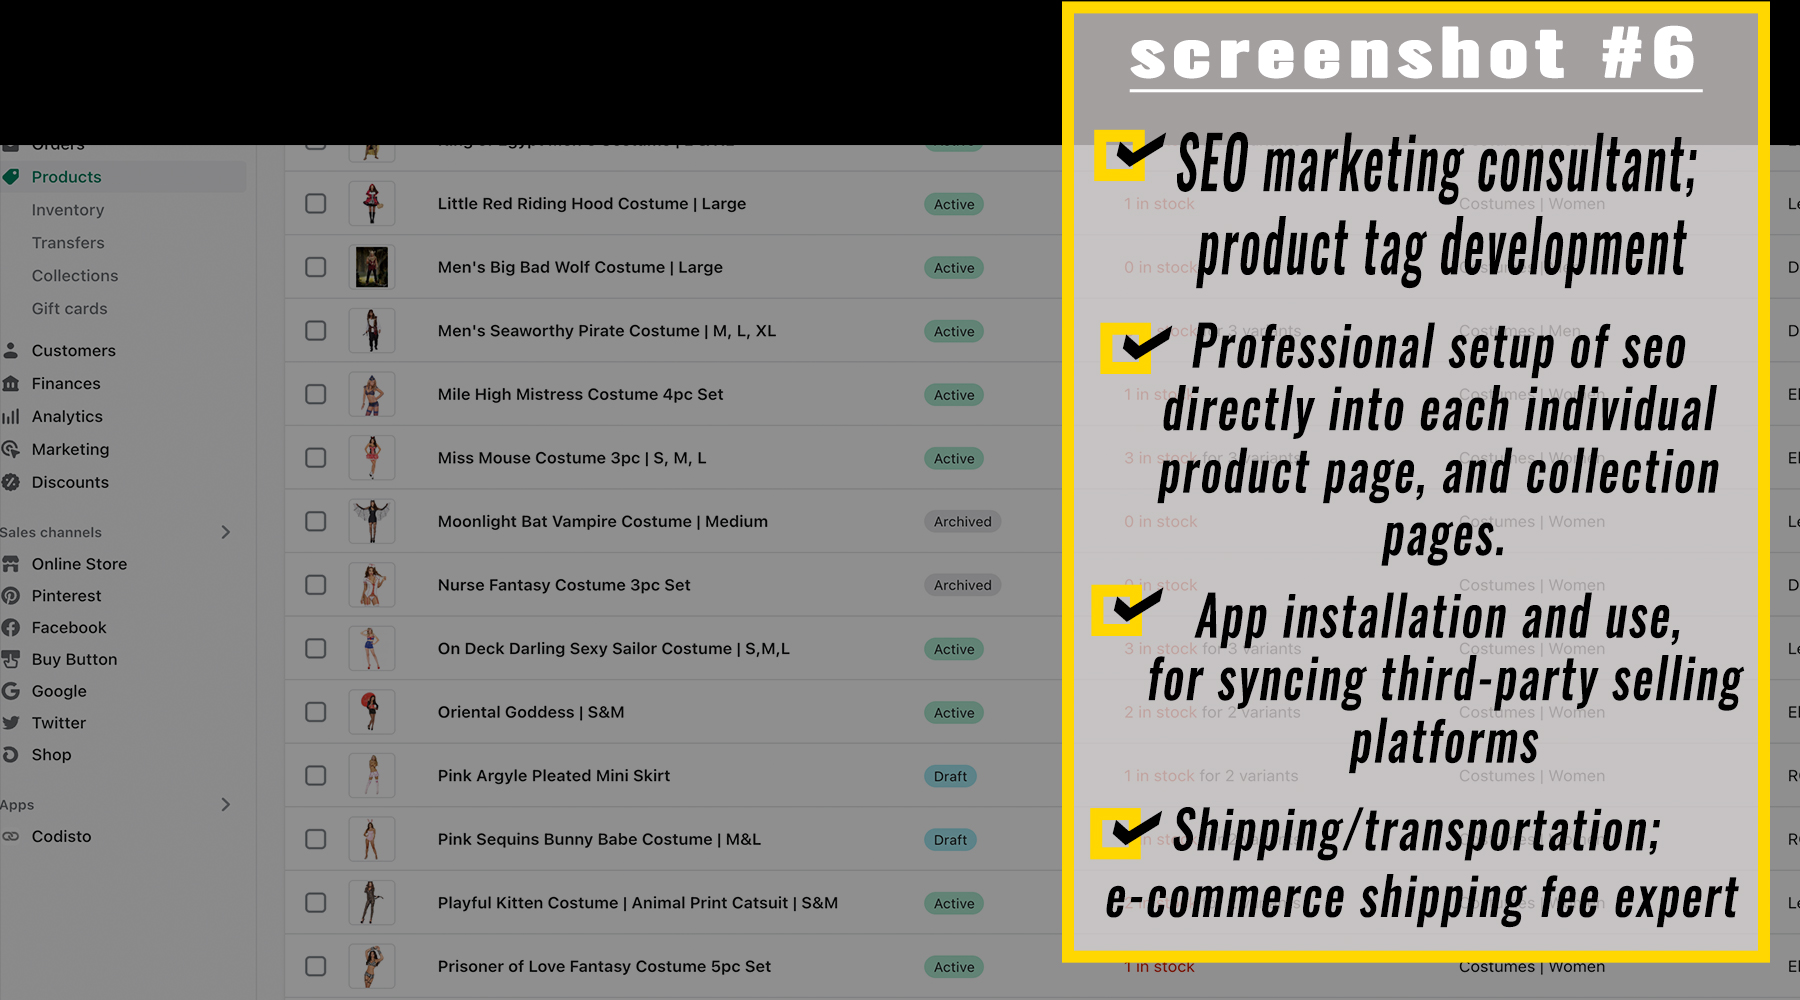 screenshot #6
SEO marketing consultant;
product tag development
Professional setup of seo
directly into each individual
product page, and collection
pages.
App installation and use,
for syncing third-party selling
platforms
Shipping/transportation;
e-commerce shipping fee expert
Orders
Products
Inventory
Transfers
Collections
Gift cards
Customers
Finances
Analytics
Marketing
Discounts
Sales channels
Online Store
Pinterest
Facebook
Buy Button
Google
Twitter
Shop
Apps
Codisto
Little Red Riding Hood Costume | Large Active 1 in stock Costumes | Women
Men's Big Bad Wolf Costume | Large Active 0 in stock
Men's Seaworthy Pirate Costume | M, L, XL Active stock for 3 variants Costumes | Men
Mile High Mistress Costume 4pc Set Active 1 in stock Costumes | Women
Miss Mouse Costume 3pc | S, M, L Active 3 in stock for 3 variants Costumes | Women
Moonlight Bat Vampire Costume | Medium Archived 0 in stock Costumes | Women
Nurse Fantasy Costume 3pc Set Archived 0 in stock Costumes | Women
On Deck Darling Sexy Sailor Costume | S,M,L Active 3 in stock for 3 variants Costumes | Women
Oriental Goddess | S&M Active 2 in stock for 2 variants Costumes | Women
Pink Argyle Pleated Mini Skirt Draft 1 in stock for 2 variants Costumes | Women
Pink Sequins Bunny Babe Costume | M&L Draft
Playful Kitten Costume | Animal Print Catsuit | S&M Active
Prisoner of Love Fantasy Costume 5pc Set Active 1 in stock Costumes | Women